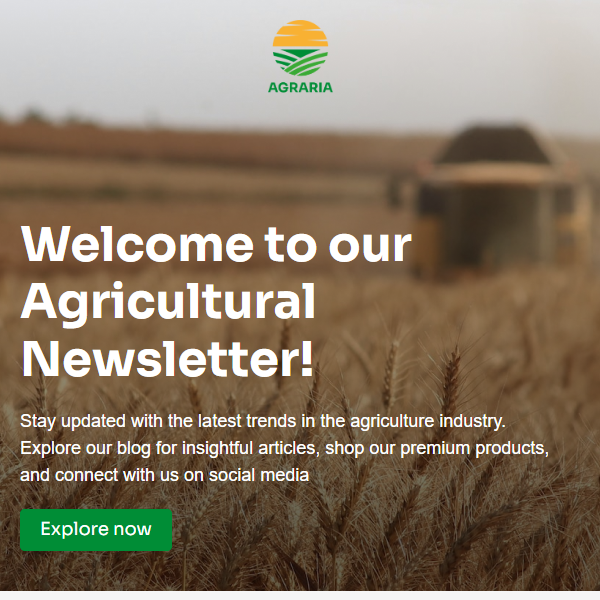 AGRARIA
Welcome to our
Agricultural
Newsletter!
Stay updated with the latest trends in the agriculture industry.
Explore our blog for insightful articles, shop our premium products,
and connect with us on social media
Explore now